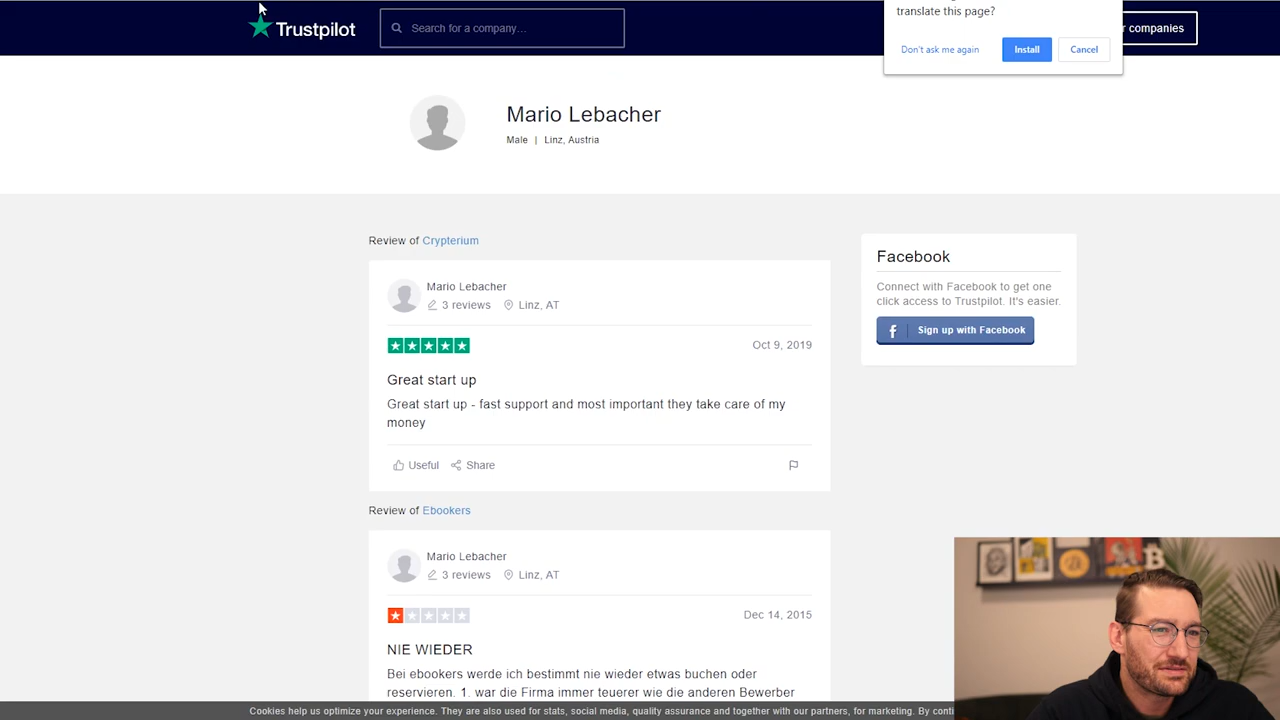 Trustpilot
Search for a company...
translate this page?
Don't ask me again
Install
Cancel
companies
Mario Lebacher
Male | Linz, Austria
Review of Crypterium
Mario Lebacher
3 reviews Linz, AT
Oct 9, 2019
Great start up
Great start up - fast support and most important they take care of my
money
Useful Share
Facebook
Connect with Facebook to get one
click access to Trustpilot. It's easier.
f Sign up with Facebook
Review of Ebookers
Mario Lebacher
3 reviews Linz, AT
Dec 14, 2015
NIE WIEDER
Bei ebookers werde ich bestimmt nie wieder etwas buchen oder
reservieren. 1. war die Firma immer teuerer wie die anderen Bewerber
Cookies help us optimize your experience. They are also used for stats, social media, quality assurance and together with our partners, for marketing. By conti